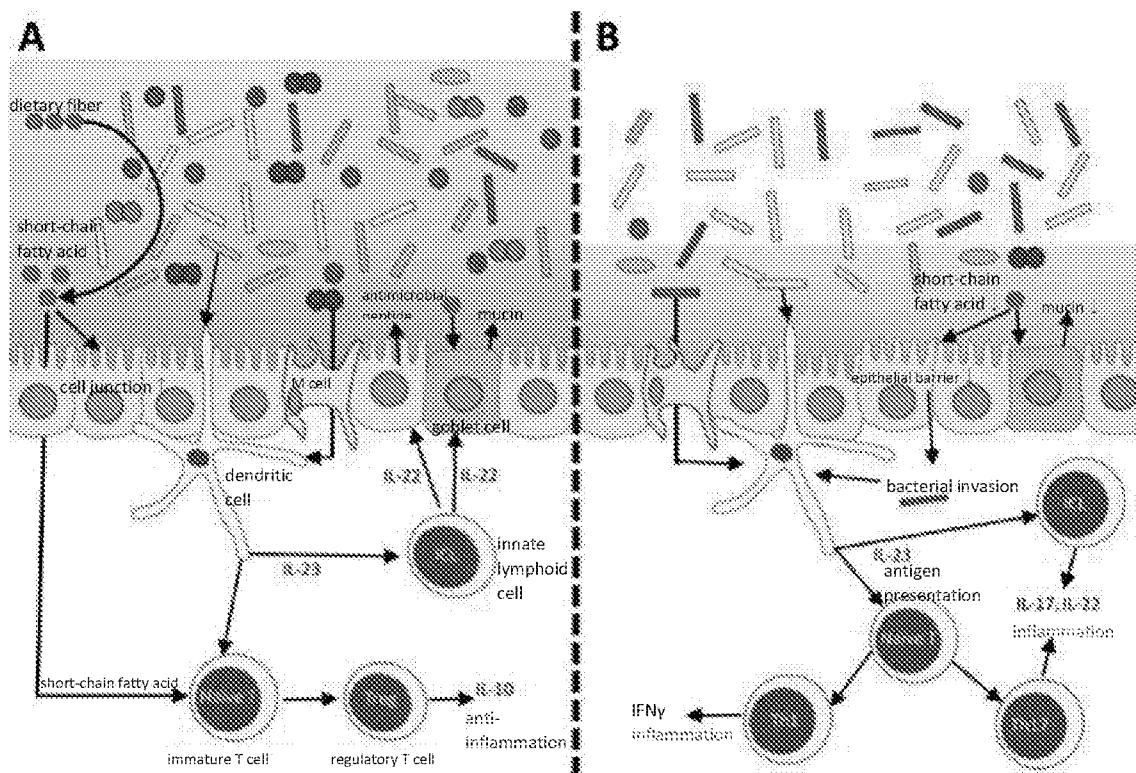 A
dietary fiber
short-chain
fatty acid
antimicrobial
peptide
mucin
cell junction ↑
M cell
goblet cell
dendritic
cell
IL-22
IL-22
IL-23
innate
lymphoid
cell
short-chain fatty acid
IL-10
anti-
inflammation
immature T cell
regulatory T cell
B
short-chain
fatty acid
mucin ↓
epithelial barrier ↓
bacterial invasion
IL-23
antigen
presentation
IL-17, IL-22
inflammation
IFNγ
inflammation